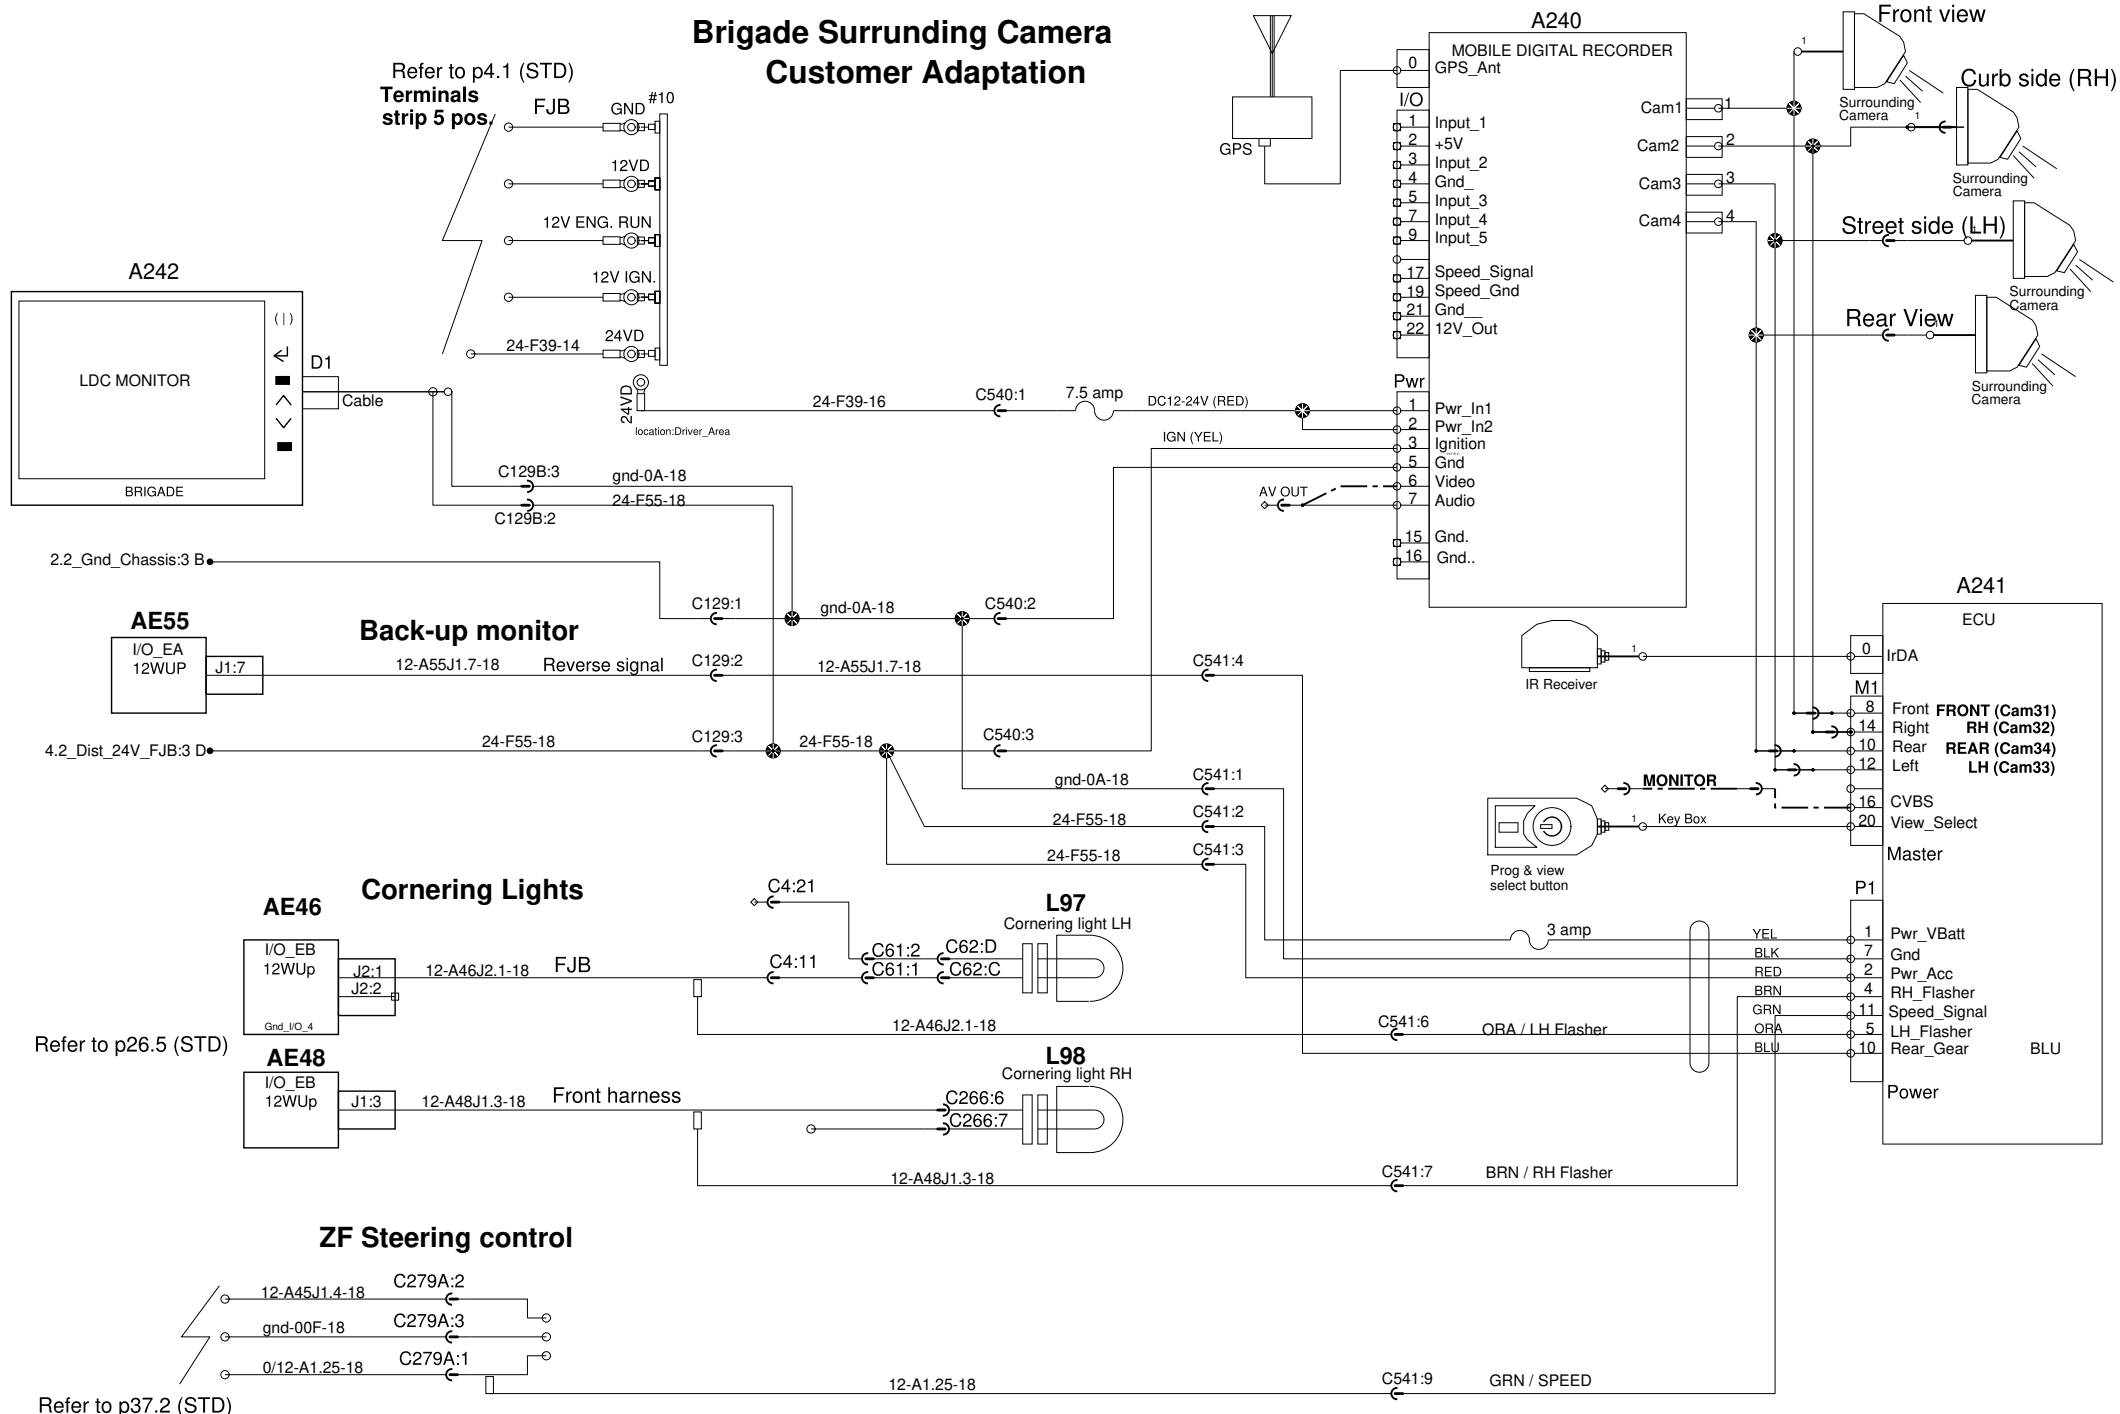 Brigade Surrunding Camera
Customer Adaptation
Refer to p4.1 (STD)
Terminals
strip 5 pos.
FJB
#10
GND
12VD
12V ENG. RUN
12V IGN.
24-F39-14
24VD
24VD
location:Driver_Area
A242
LDC MONITOR
BRIGADE
( | )
D1
Cable
24-F39-16
C540:1
7.5 amp
DC12-24V (RED)
IGN (YEL)
AV OUT
GPS
A240
MOBILE DIGITAL RECORDER
0 GPS_Ant
I/O
1 Input_1
2 +5V
3 Input_2
4 Gnd_
5 Input_3
7 Input_4
9 Input_5
17 Speed_Signal
19 Speed_Gnd
21 Gnd__
22 12V_Out
Pwr
1 Pwr_In1
2 Pwr_In2
3 Ignition
5 Gnd
6 Video
7 Audio
15 Gnd.
16 Gnd..
Cam1 1
Cam2 2
Cam3 3
Cam4 4
Front view
1
Surrounding
Camera
Curb side (RH)
1
Surrounding
Camera
Street side (LH)
1
Surrounding
Camera
Rear View
Surrounding
Camera
C129B:3
gnd-0A-18
24-F55-18
C129B:2
2.2_Gnd_Chassis:3 B
C129:1
gnd-0A-18
C540:2
AE55
I/O_EA
12WUP
J1:7
Back-up monitor
12-A55J1.7-18
Reverse signal
C129:2
12-A55J1.7-18
C541:4
4.2_Dist_24V_FJB:3 D
24-F55-18
C129:3
24-F55-18
C540:3
gnd-0A-18
C541:1
24-F55-18
C541:2
24-F55-18
C541:3
A241
ECU
IR Receiver
1
0 IrDA
M1
8 Front FRONT (Cam31)
14 Right RH (Cam32)
10 Rear REAR (Cam34)
12 Left LH (Cam33)
MONITOR
16 CVBS
1
Key Box
20 View_Select
Prog & view
select button
Master
P1
3 amp
YEL 1 Pwr_VBatt
BLK 7 Gnd
RED 2 Pwr_Acc
BRN 4 RH_Flasher
GRN 11 Speed_Signal
ORA 5 LH_Flasher
BLU 10 Rear_Gear BLU
Power
Cornering Lights
AE46
I/O_EB
12WUp
J2:1
J2:2
Gnd_I/O_4
12-A46J2.1-18
FJB
C4:21
C4:11
C61:2
C61:1
C62:D
C62:C
L97
Cornering light LH
12-A46J2.1-18
C541:6
ORA / LH Flasher
Refer to p26.5 (STD)
AE48
I/O_EB
12WUp
J1:3
12-A48J1.3-18
Front harness
C266:6
C266:7
L98
Cornering light RH
12-A48J1.3-18
C541:7
BRN / RH Flasher
ZF Steering control
12-A45J1.4-18
C279A:2
gnd-00F-18
C279A:3
0/12-A1.25-18
C279A:1
12-A1.25-18
C541:9
GRN / SPEED
Refer to p37.2 (STD)